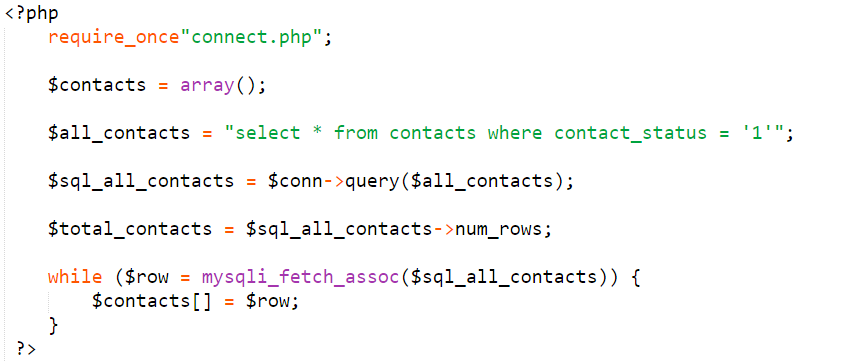 <?php
require_once"connect.php";
$contacts = array();
$all_contacts = "select * from contacts where contact_status = '1'";
$sql_all_contacts = $conn->query($all_contacts);
$total_contacts = $sql_all_contacts->num_rows;
while ($row = mysqli_fetch_assoc($sql_all_contacts)) {
$contacts[] = $row;
}
?>